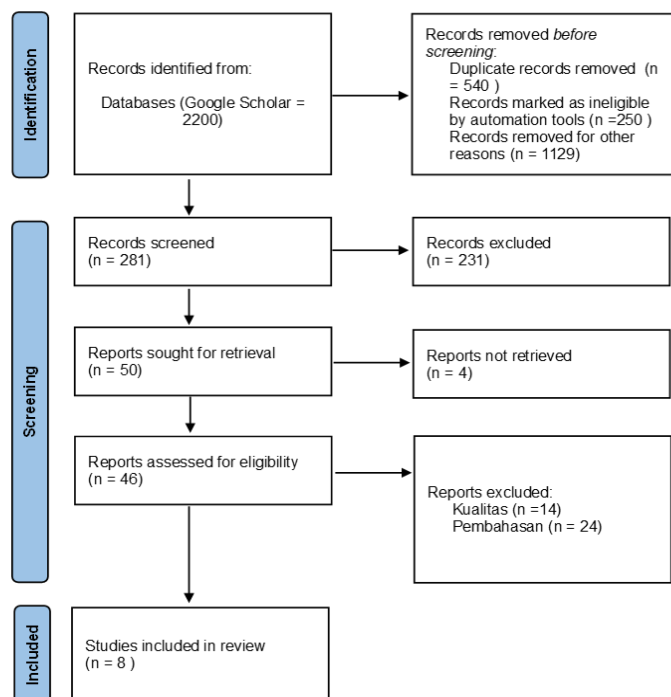 Identification
Records identified from:
Databases (Google Scholar =
2200)
Records removed before
screening:
Duplicate records removed (n
= 540 )
Records marked as ineligible
by automation tools (n =250 )
Records removed for other
reasons (n = 1129)
Screening
Records screened
(n = 281)
Records excluded
(n = 231)
Reports sought for retrieval
(n = 50)
Reports not retrieved
(n = 4)
Reports assessed for eligibility
(n = 46)
Reports excluded:
Kualitas (n =14)
Pembahasan (n = 24)
Included
Studies included in review
(n = 8 )